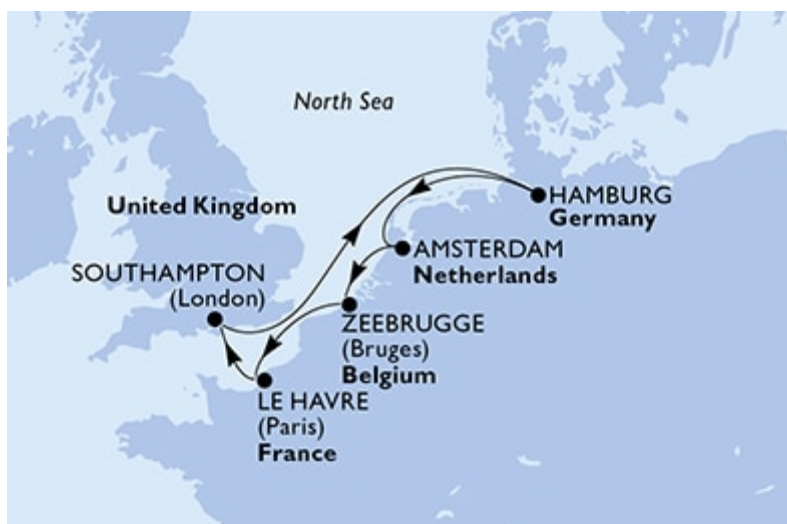 North Sea
HAMBURG
Germany
United Kingdom
AMSTERDAM
Netherlands
SOUTHAMPTON
(London)
ZEEBRUGGE
(Bruges)
Belgium
LE HAVRE
(Paris)
France